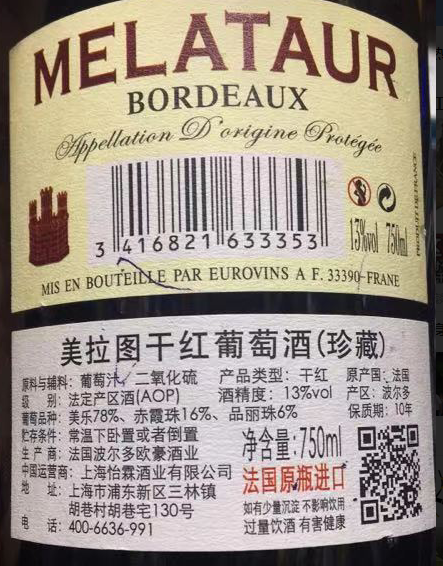 MELATAUR
BORDEAUX
Appellation D'origine Protégée
13%vol 750ml
PRODUIT DE FRANCE
3 416821 633353
MIS EN BOUTEILLE PAR EUROVINS A F. 33390-FRANE
美拉图干红葡萄酒(珍藏)
原料与辅料: 葡萄汁、二氧化硫 产品类型: 干红 原产国: 法国
级 别: 法定产区酒(AOP) 酒精度: 13%vol 产区: 波尔多
葡萄品种: 美乐78%、赤霞珠16%、品丽珠6% 保质期: 10年
贮存条件: 常温下卧置或者倒置
净含量:750ml
生 产 商: 法国波尔多欧豪酒业
中国运营商: 上海怡霖酒业有限公司
法国原瓶进口
地 址: 上海市浦东新区三林镇
胡巷村胡巷宅130号
如有少量沉淀 不影响饮用
过量饮酒 有害健康
电 话: 400-6636-991